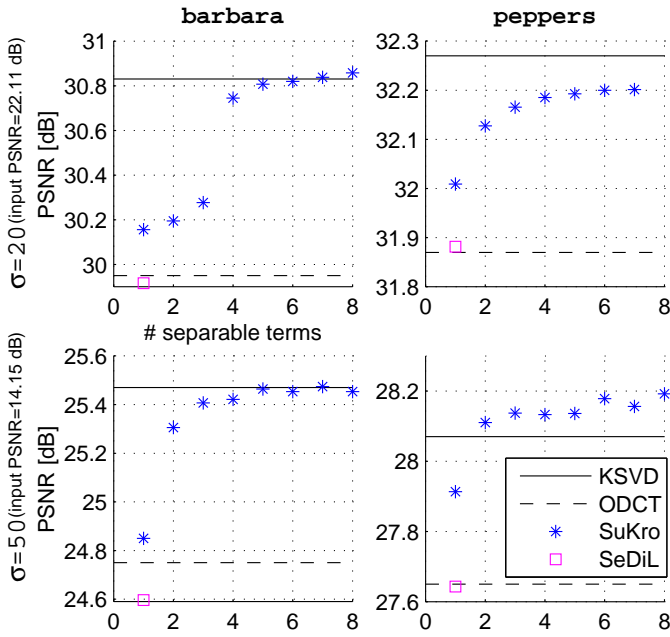 barbara
peppers
σ=20 (input PSNR=22.11 dB)
PSNR [dB]
31
30.8
30.6
30.4
30.2
30
0 2 4 6 8
# separable terms
32.3
32.2
32.1
32
31.9
31.8
0 2 4 6 8
σ=50 (input PSNR=14.15 dB)
PSNR [dB]
25.6
25.4
25.2
25
24.8
24.6
0 2 4 6 8
28.2
28
27.8
27.6
0 2 4 6 8
KSVD
ODCT
SuKro
SeDiL